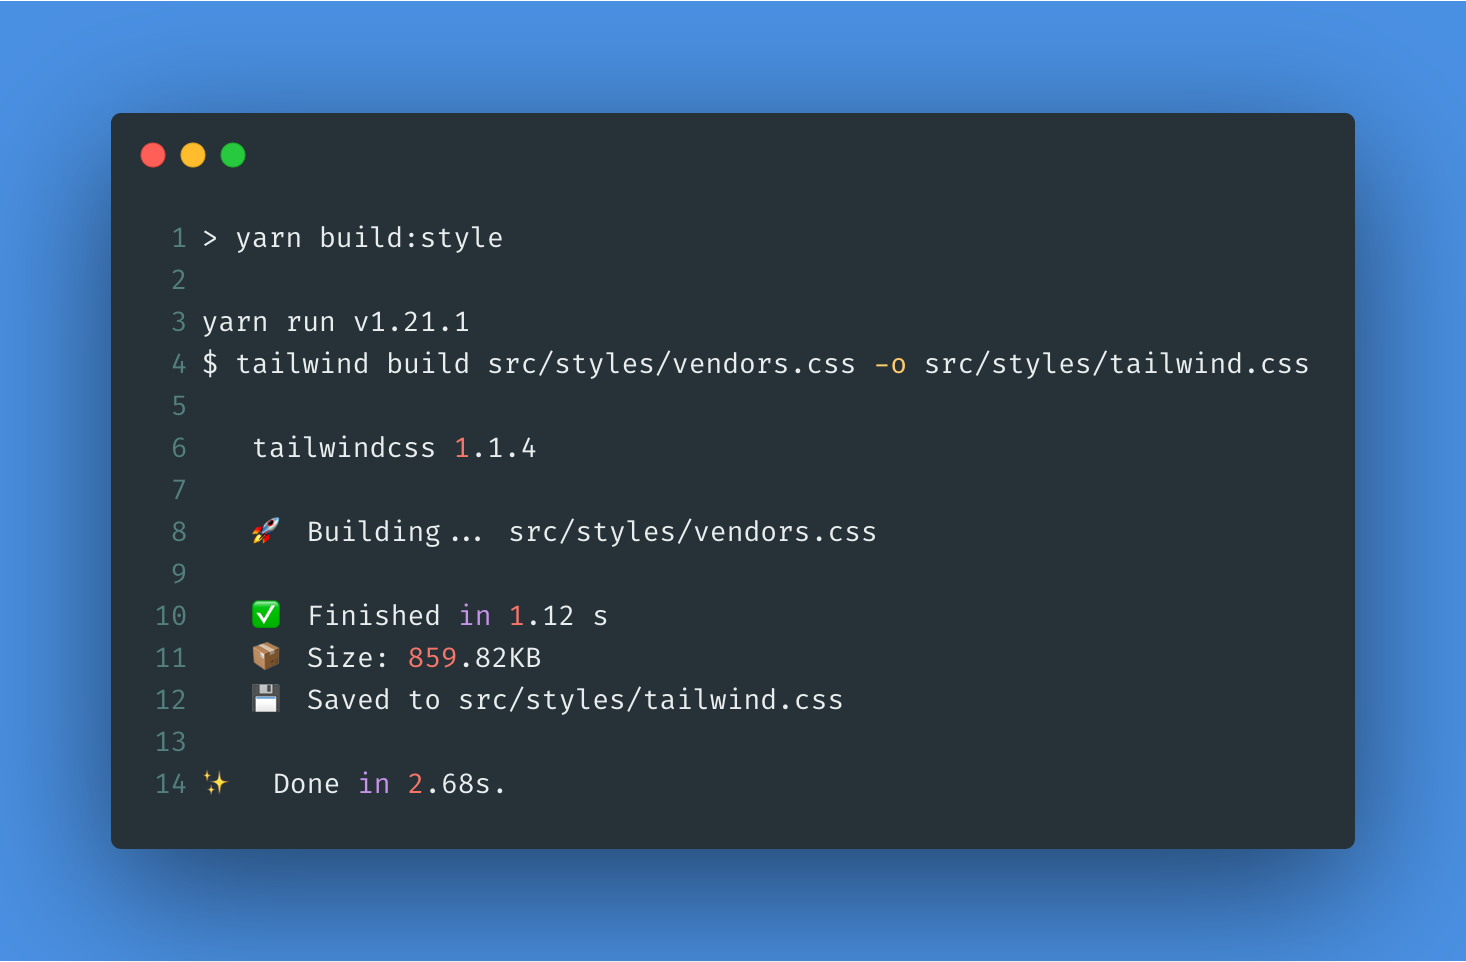 1 > yarn build:style
2
3 yarn run v1.21.1
4 $ tailwind build src/styles/vendors.css -o src/styles/tailwind.css
5
6 tailwindcss 1.1.4
7
8 🚀 Building... src/styles/vendors.css
9
10 ✅ Finished in 1.12 s
11 📦 Size: 859.82KB
12 💾 Saved to src/styles/tailwind.css
13
14 ✨ Done in 2.68s.